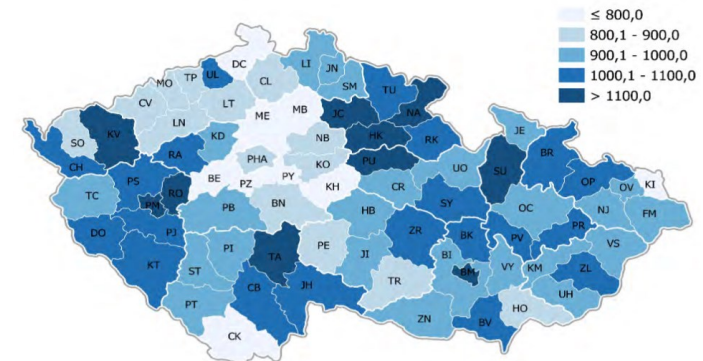 ≤ 800,0
800,1 - 900,0
900,1 - 1000,0
1000,1 - 1100,0
> 1100,0
DC
LI
JN
UL
TP
MO
CL
SM
TU
CV
LT
MB
ME
JC
NA
LN
SO
KV
KD
NB
HK
RK
JE
RA
PHA
KO
PU
BR
CH
PS
BE
PZ
PY
KH
UO
SU
OP
KI
OV
TC
RO
PM
PB
BN
CR
SY
OC
NJ
FM
HB
DO
PJ
PI
PE
ZR
BK
PV
PR
VS
KT
ST
TA
JI
BI
BM
VY
KM
ZL
TR
CB
JH
PT
UH
HO
ZN
BV
CK